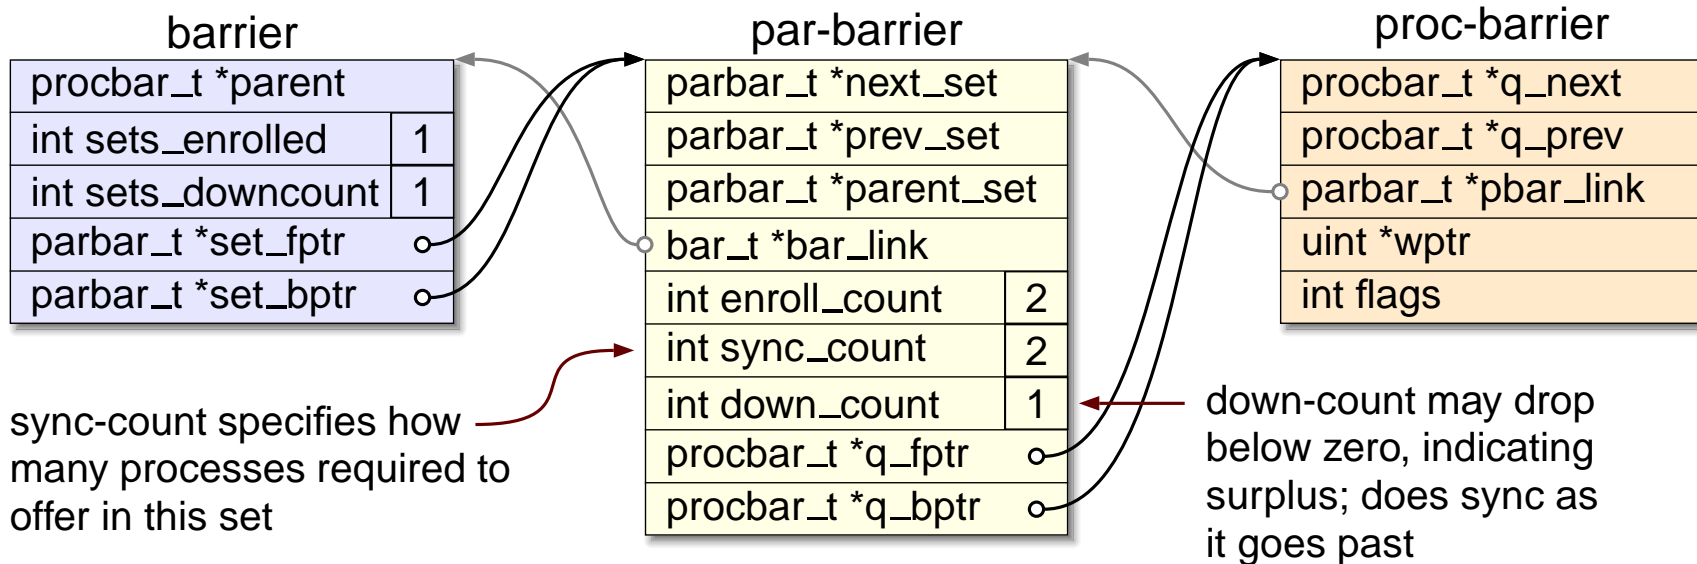 barrier
procbar_t *parent
int sets_enrolled 1
int sets_downcount 1
parbar_t *set_fptr
parbar_t *set_bptr
sync-count specifies how
many processes required to
offer in this set
par-barrier
parbar_t *next_set
parbar_t *prev_set
parbar_t *parent_set
bar_t *bar_link
int enroll_count 2
int sync_count 2
int down_count 1
procbar_t *q_fptr
procbar_t *q_bptr
proc-barrier
procbar_t *q_next
procbar_t *q_prev
parbar_t *pbar_link
uint *wptr
int flags
down-count may drop
below zero, indicating
surplus; does sync as
it goes past